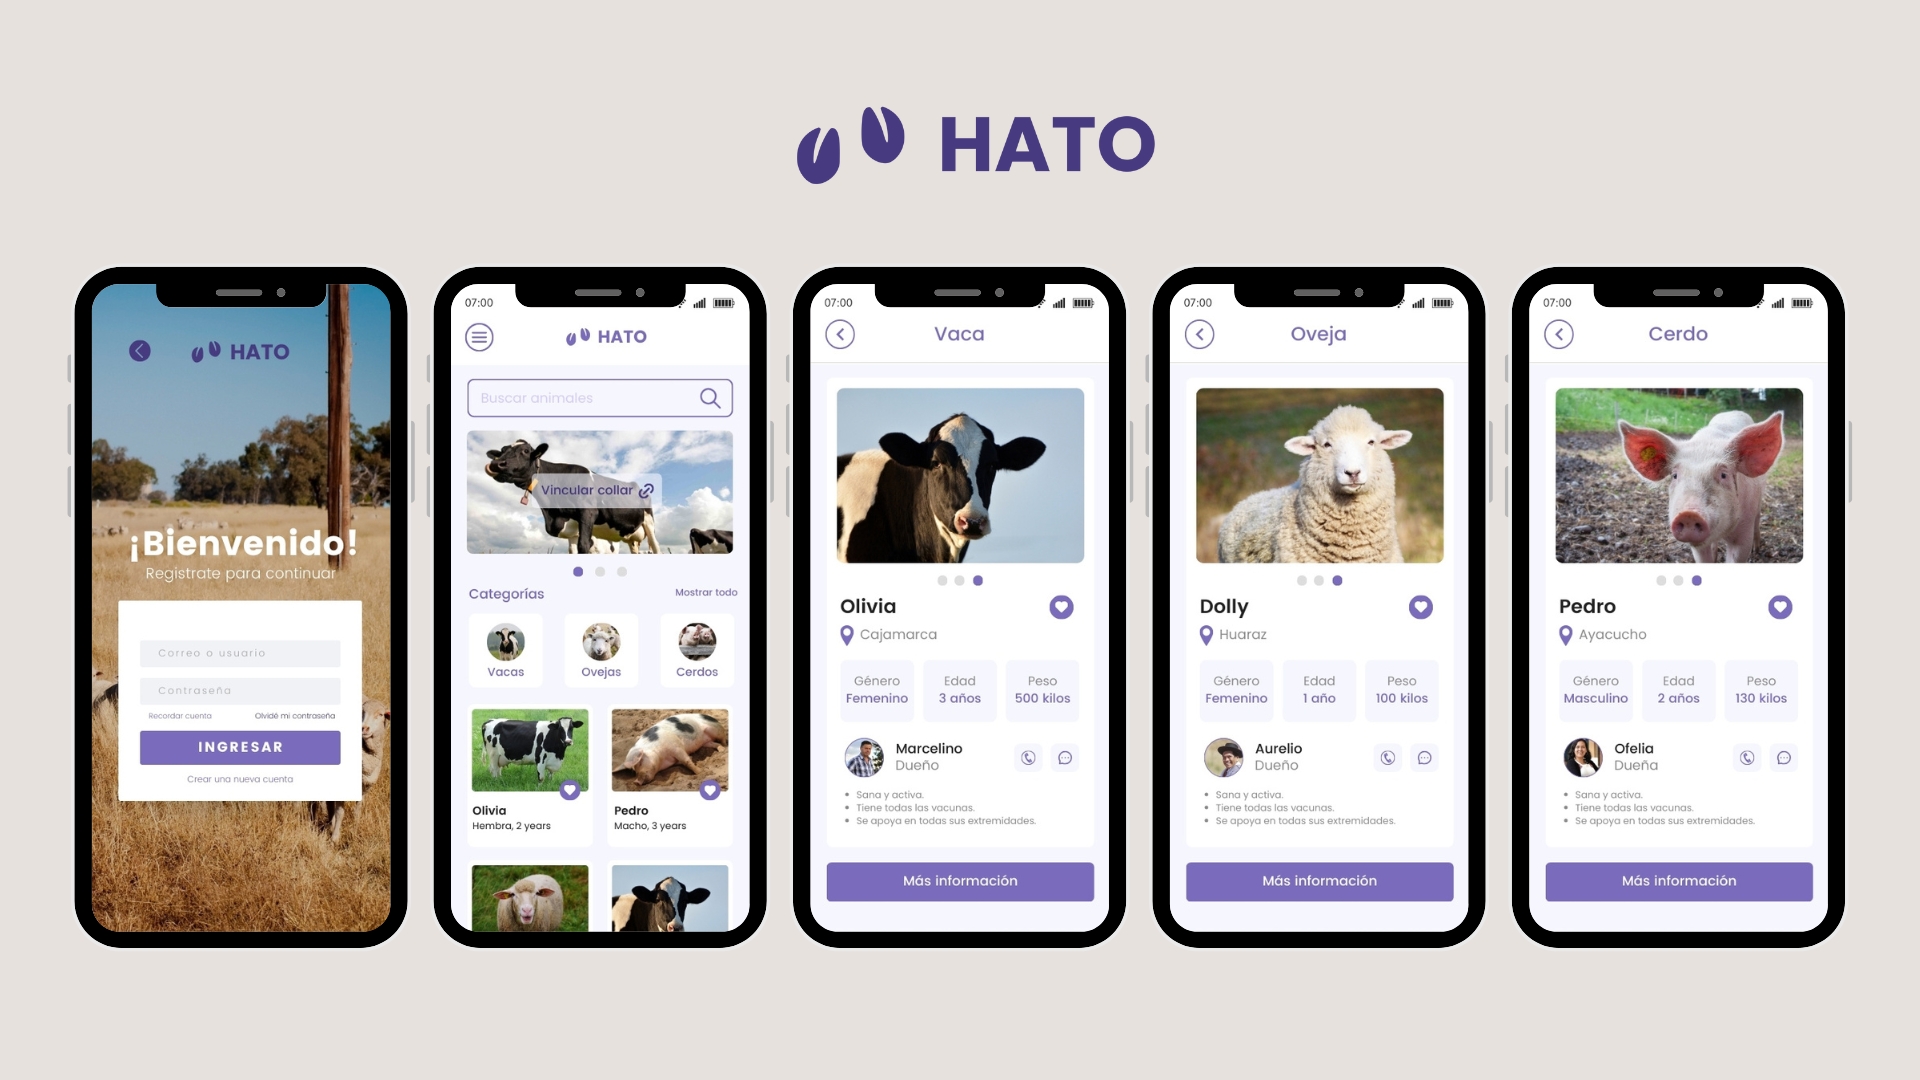 HATO
HATO
¡Bienvenido!
Registrate para continuar
Correo o usuario
Contraseña
Recordar cuenta
Olvidé mi contraseña
INGRESAR
Crear una nueva cuenta
07:00
HATO
Buscar animales
Vincular collar
Categorías
Mostrar todo
Vacas
Ovejas
Cerdos
Olivia
Hembra, 2 years
Pedro
Macho, 3 years
07:00
Vaca
Olivia
Cajamarca
Género
Femenino
Edad
3 años
Peso
500 kilos
Marcelino
Dueño
• Sana y activa.
• Tiene todas las vacunas.
• Se apoya en todas sus extremidades.
Más información
07:00
Oveja
Dolly
Huaraz
Género
Femenino
Edad
1 año
Peso
100 kilos
Aurelio
Dueño
• Sana y activa.
• Tiene todas las vacunas.
• Se apoya en todas sus extremidades.
Más información
07:00
Cerdo
Pedro
Ayacucho
Género
Masculino
Edad
2 años
Peso
130 kilos
Ofelia
Dueña
• Sana y activa.
• Tiene todas las vacunas.
• Se apoya en todas sus extremidades.
Más información